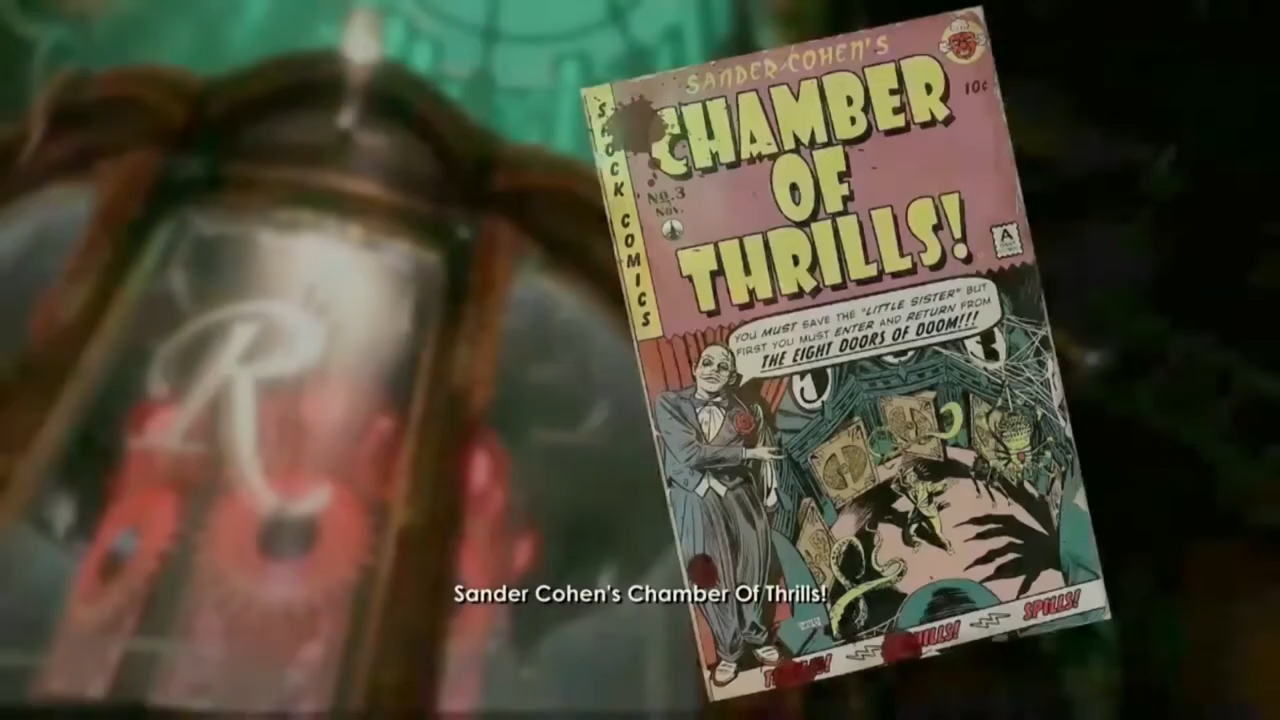 SANDER COHEN'S
CHAMBER
OF
THRILLS!
10¢
SHOCK COMICS
NO.3
NOV.
A
YOU MUST SAVE THE "LITTLE SISTER" BUT
FIRST YOU MUST ENTER AND RETURN FROM
THE EIGHT DOORS OF DOOM!!!
R
Sander Cohen's Chamber Of Thrills!
SPILLS!